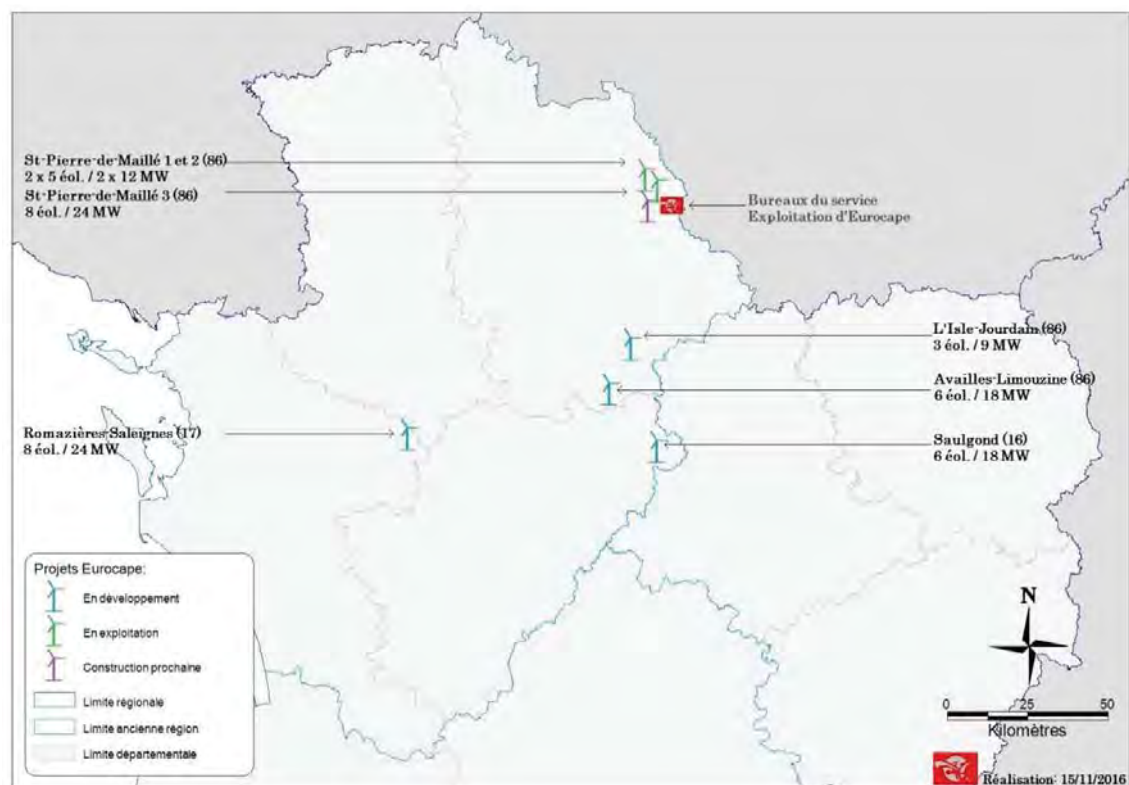 St-Pierre-de-Maillé 1 et 2 (86)
2 x 5 éol. / 2 x 12 MW
St-Pierre-de-Maillé 3 (86)
8 éol. / 24 MW
Bureaux du service
Exploitation d'Eurocape
L'Isle-Jourdain (86)
3 éol. / 9 MW
Availles-Limouzine (86)
6 éol. / 18 MW
Romazières-Saleignes (17)
8 éol. / 24 MW
Saulgond (16)
6 éol. / 18 MW
Projets Eurocape:
En développement
En exploitation
Construction prochaine
Limite régionale
Limite ancienne région
Limite départementale
N
0 25 50
Kilomètres
Réalisation: 15/11/2016